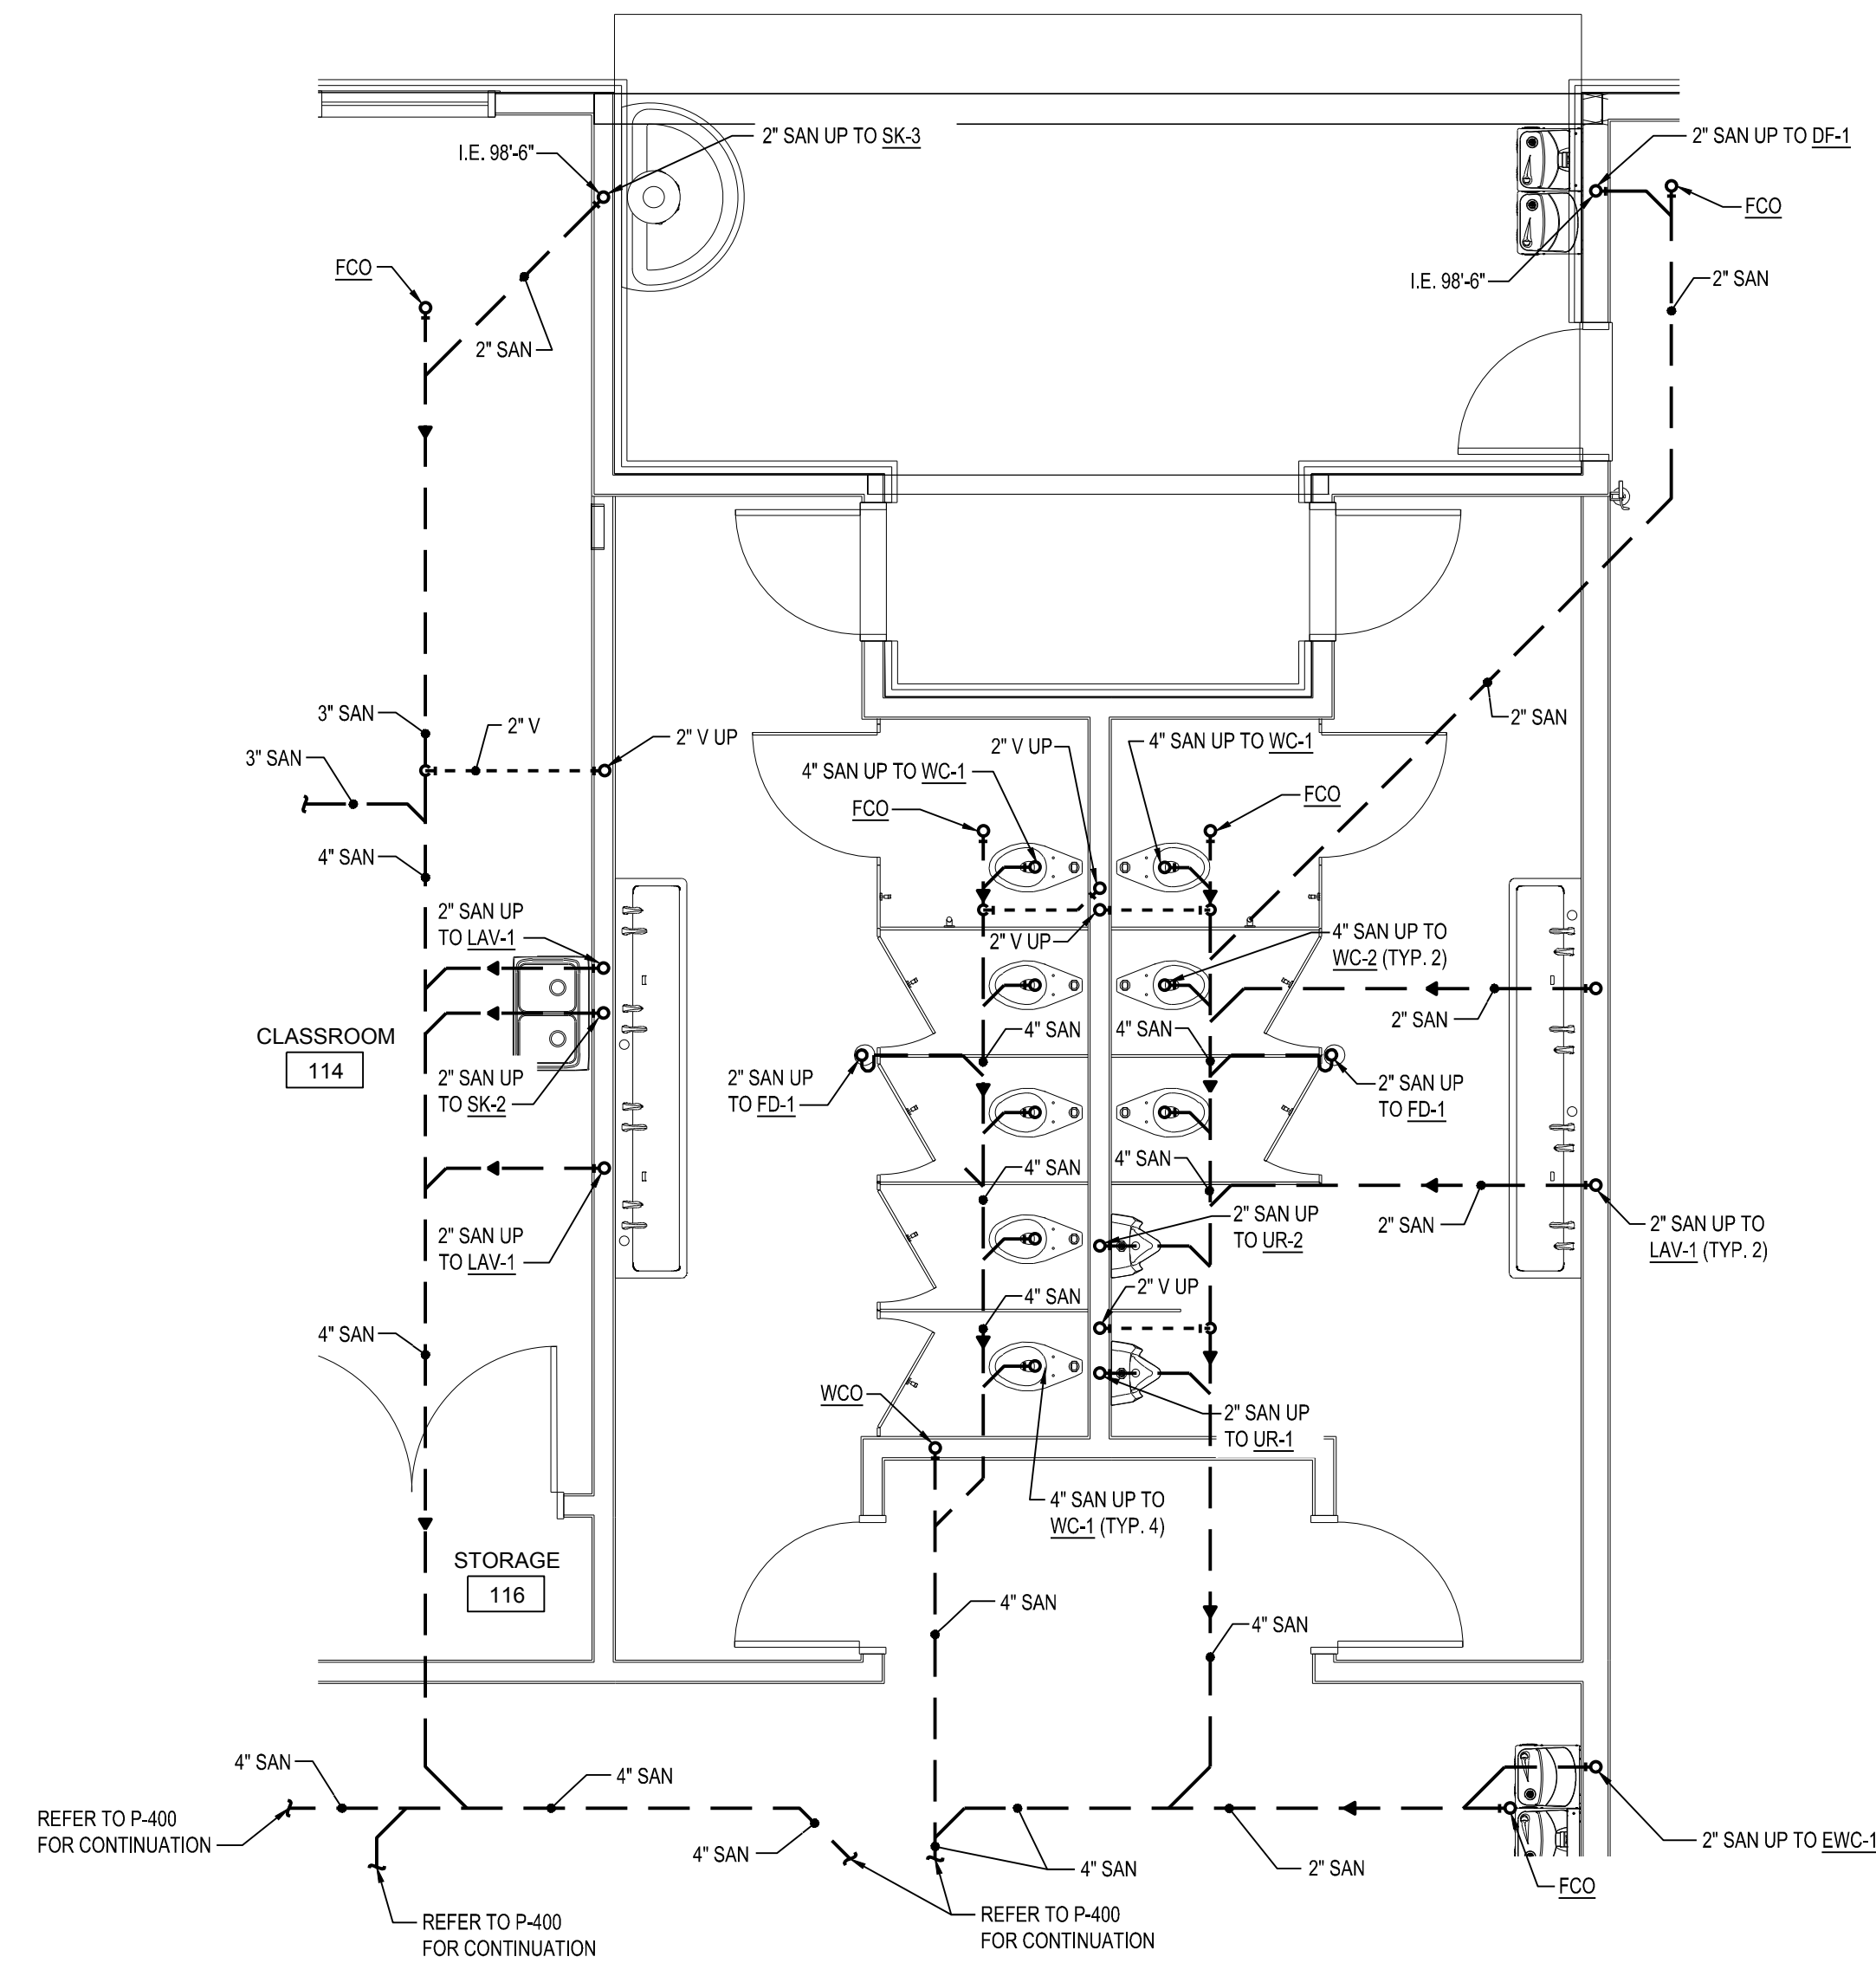 2" SAN UP TO SK-3
I.E. 98'-6"
2" SAN UP TO DF-1
FCO
FCO
I.E. 98'-6"
2" SAN
2" SAN
3" SAN
2" V
2" V UP
3" SAN
2" V UP
4" SAN UP TO WC-1
4" SAN UP TO WC-1
2" SAN
FCO
FCO
4" SAN
2" SAN UP
TO LAV-1
2" V UP
4" SAN UP TO
WC-2 (TYP. 2)
2" SAN
CLASSROOM
114
4" SAN
4" SAN
2" SAN UP
TO SK-2
2" SAN UP
TO FD-1
2" SAN UP
TO FD-1
4" SAN
4" SAN
2" SAN UP
TO LAV-1
2" SAN UP
TO UR-2
2" SAN
2" SAN UP TO
LAV-1 (TYP. 2)
4" SAN
4" SAN
2" V UP
WCO
2" SAN UP
TO UR-1
4" SAN UP TO
WC-1 (TYP. 4)
STORAGE
116
4" SAN
4" SAN
4" SAN
4" SAN
REFER TO P-400
FOR CONTINUATION
4" SAN
4" SAN
2" SAN
2" SAN UP TO EWC-1
FCO
REFER TO P-400
FOR CONTINUATION
REFER TO P-400
FOR CONTINUATION